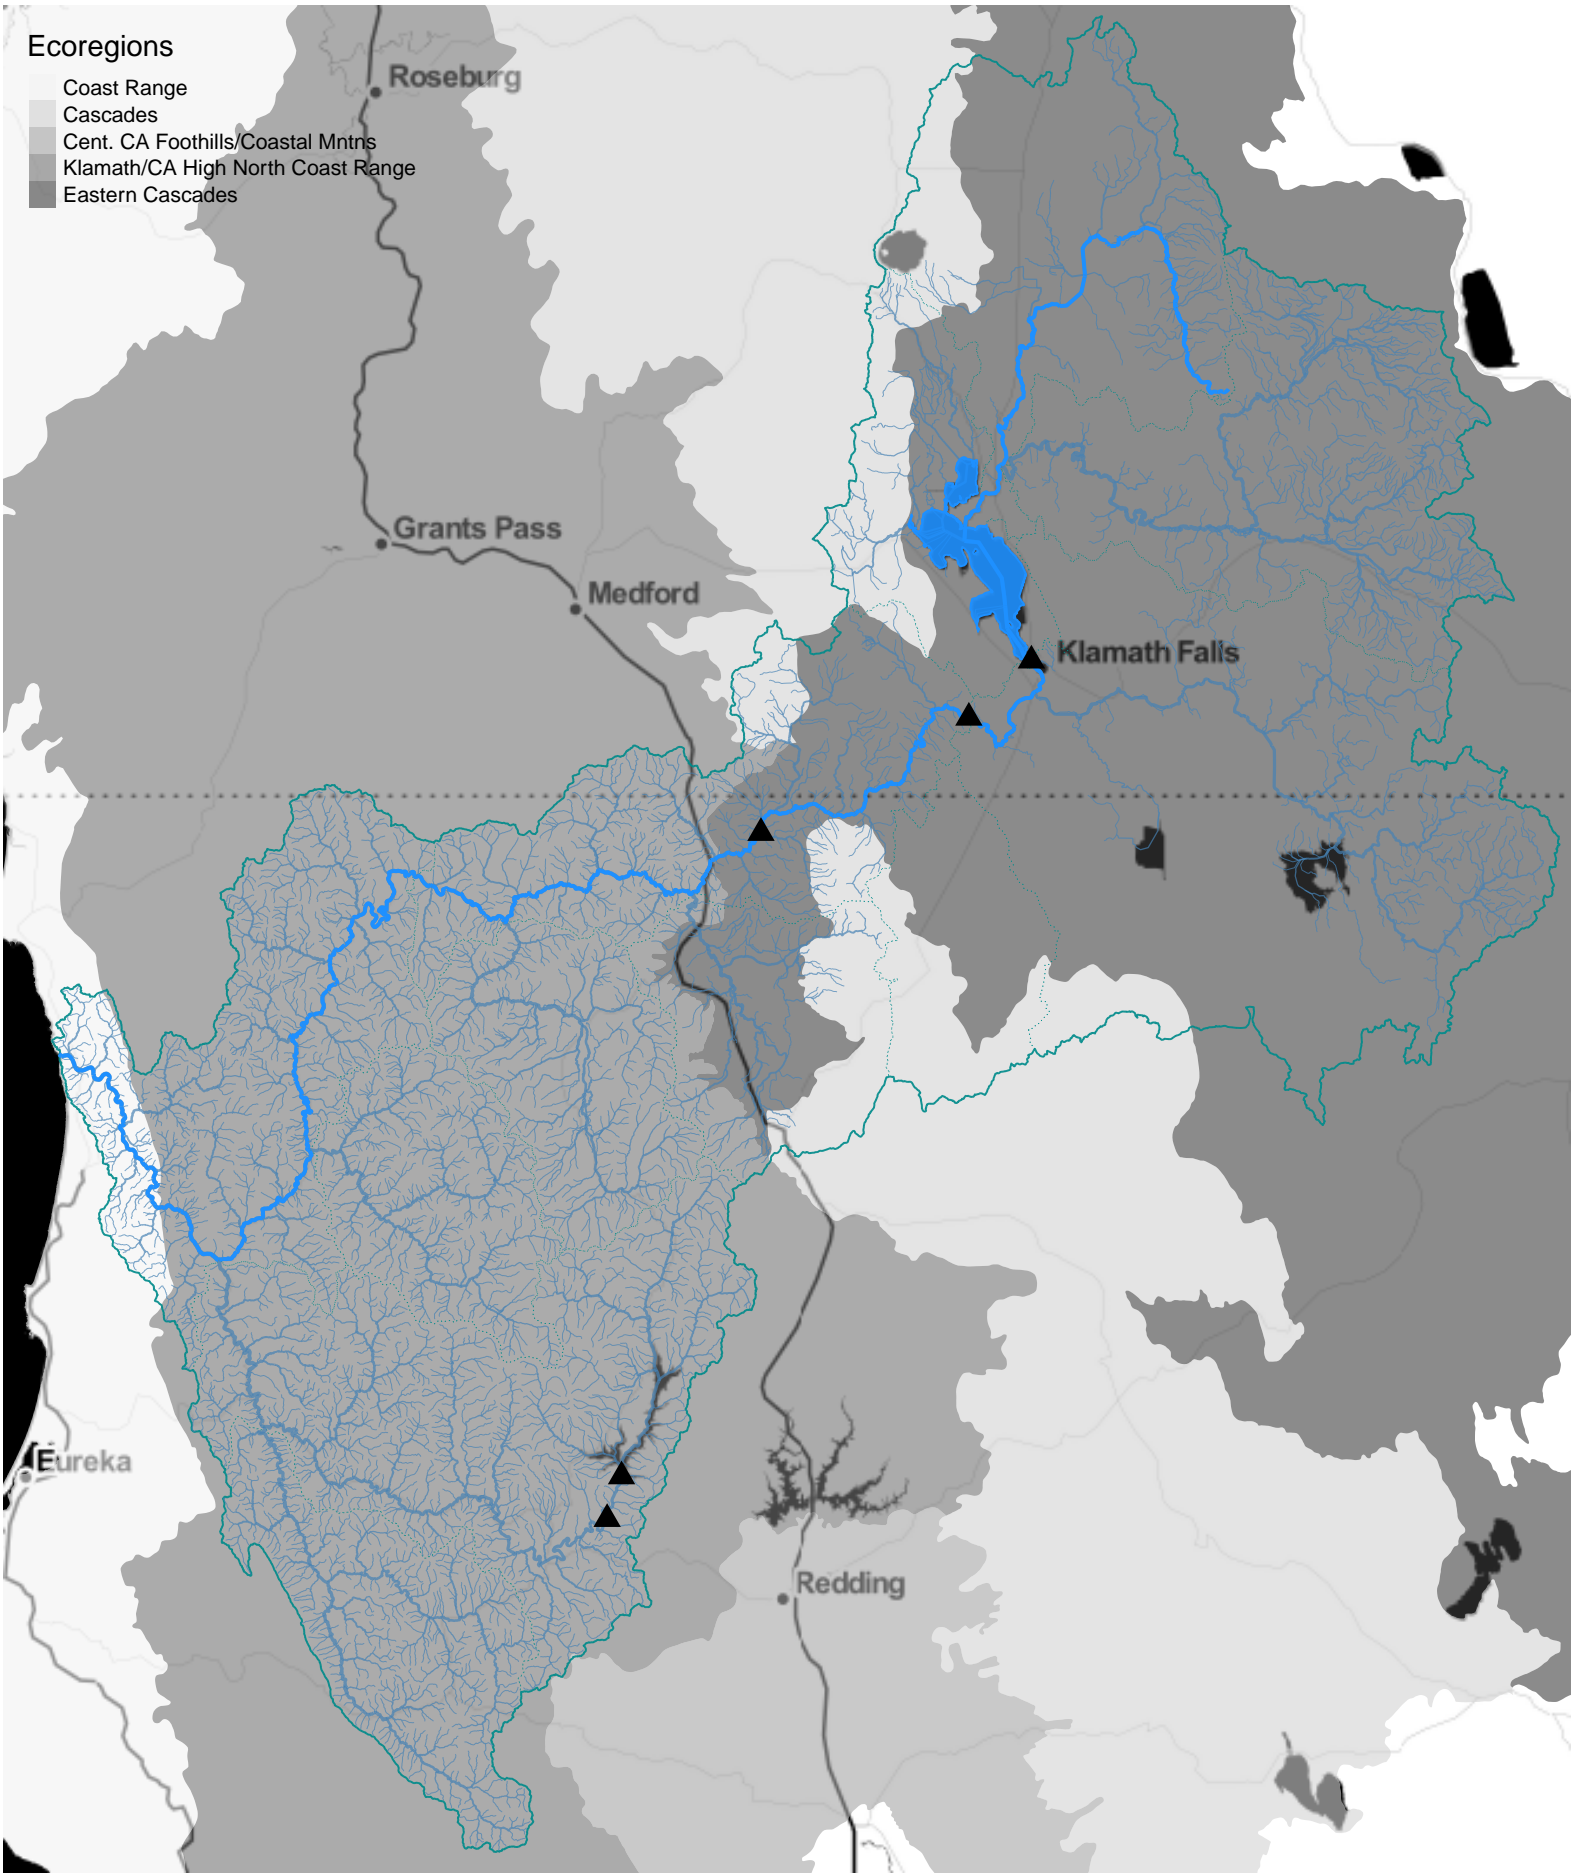 Ecoregions
Coast Range
Cascades
Cent. CA Foothills/Coastal Mntns
Klamath/CA High North Coast Range
Eastern Cascades
Roseburg
Grants Pass
Medford
Klamath Falls
Eureka
Redding